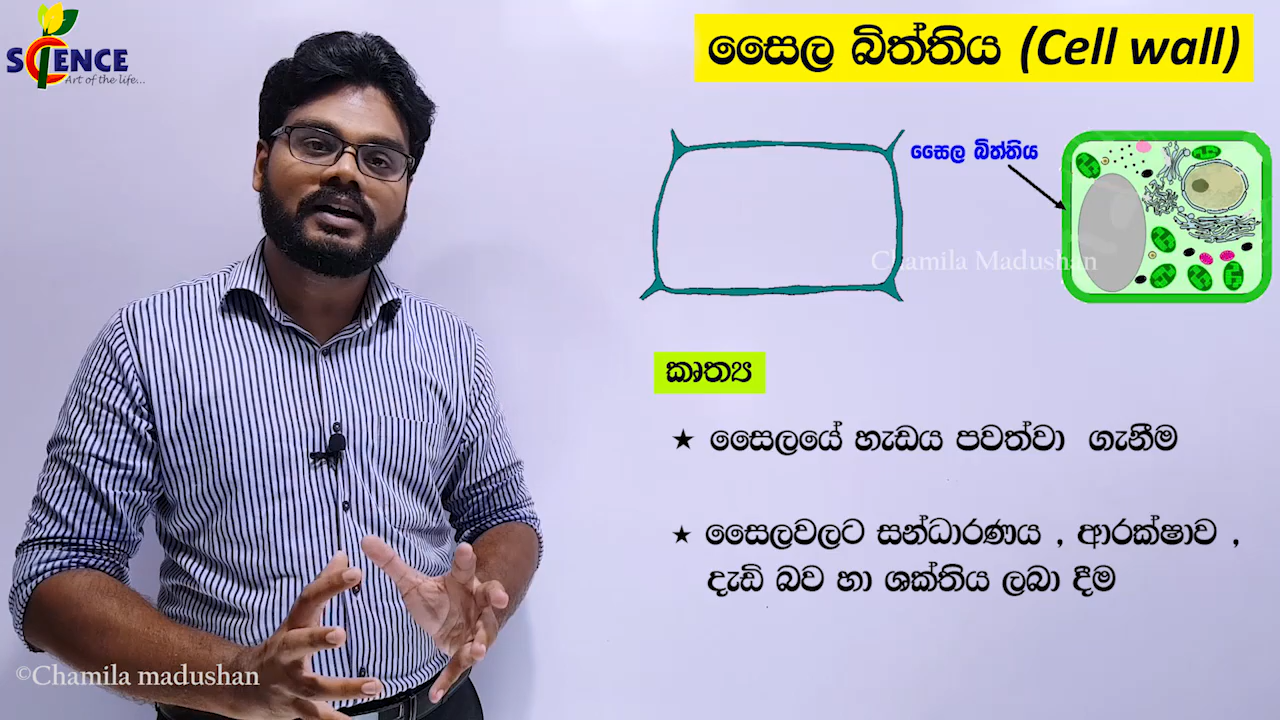 SCIENCE
Art of the life...
සෛල බිත්තිය (Cell wall)
සෛල බිත්තිය
Chamila Madushan
කෘත්‍ය
★ සෛලයේ හැඩය පවත්වා ගැනීම
★ සෛලවලට සන්ධාරණය , ආරක්ෂාව ,
දැඩි බව හා ශක්තිය ලබා දීම
©Chamila madushan